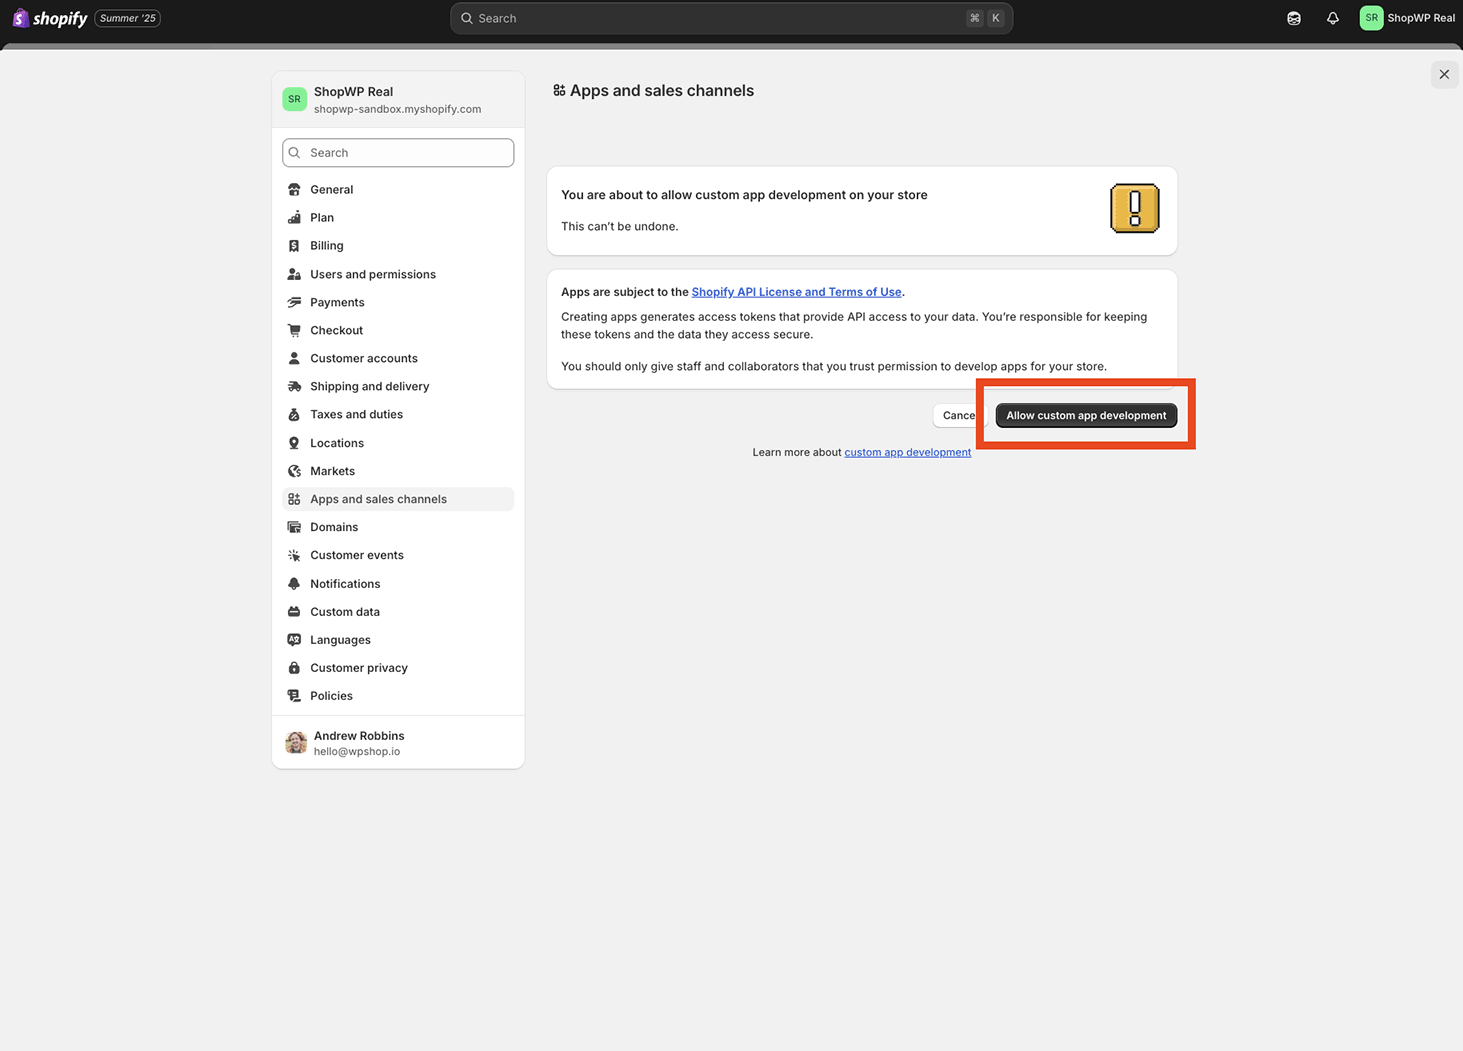 shopify Summer '25
Search ⌘ K
SR ShopWP Real
SR
ShopWP Real
shopwp-sandbox.myshopify.com
Search
General
Plan
Billing
Users and permissions
Payments
Checkout
Customer accounts
Shipping and delivery
Taxes and duties
Locations
Markets
Apps and sales channels
Domains
Customer events
Notifications
Custom data
Languages
Customer privacy
Policies
Andrew Robbins
hello@wpshop.io
Apps and sales channels
You are about to allow custom app development on your store
This can't be undone.
Apps are subject to the Shopify API License and Terms of Use.
Creating apps generates access tokens that provide API access to your data. You're responsible for keeping
these tokens and the data they access secure.
You should only give staff and collaborators that you trust permission to develop apps for your store.
Cance
Allow custom app development
Learn more about custom app development